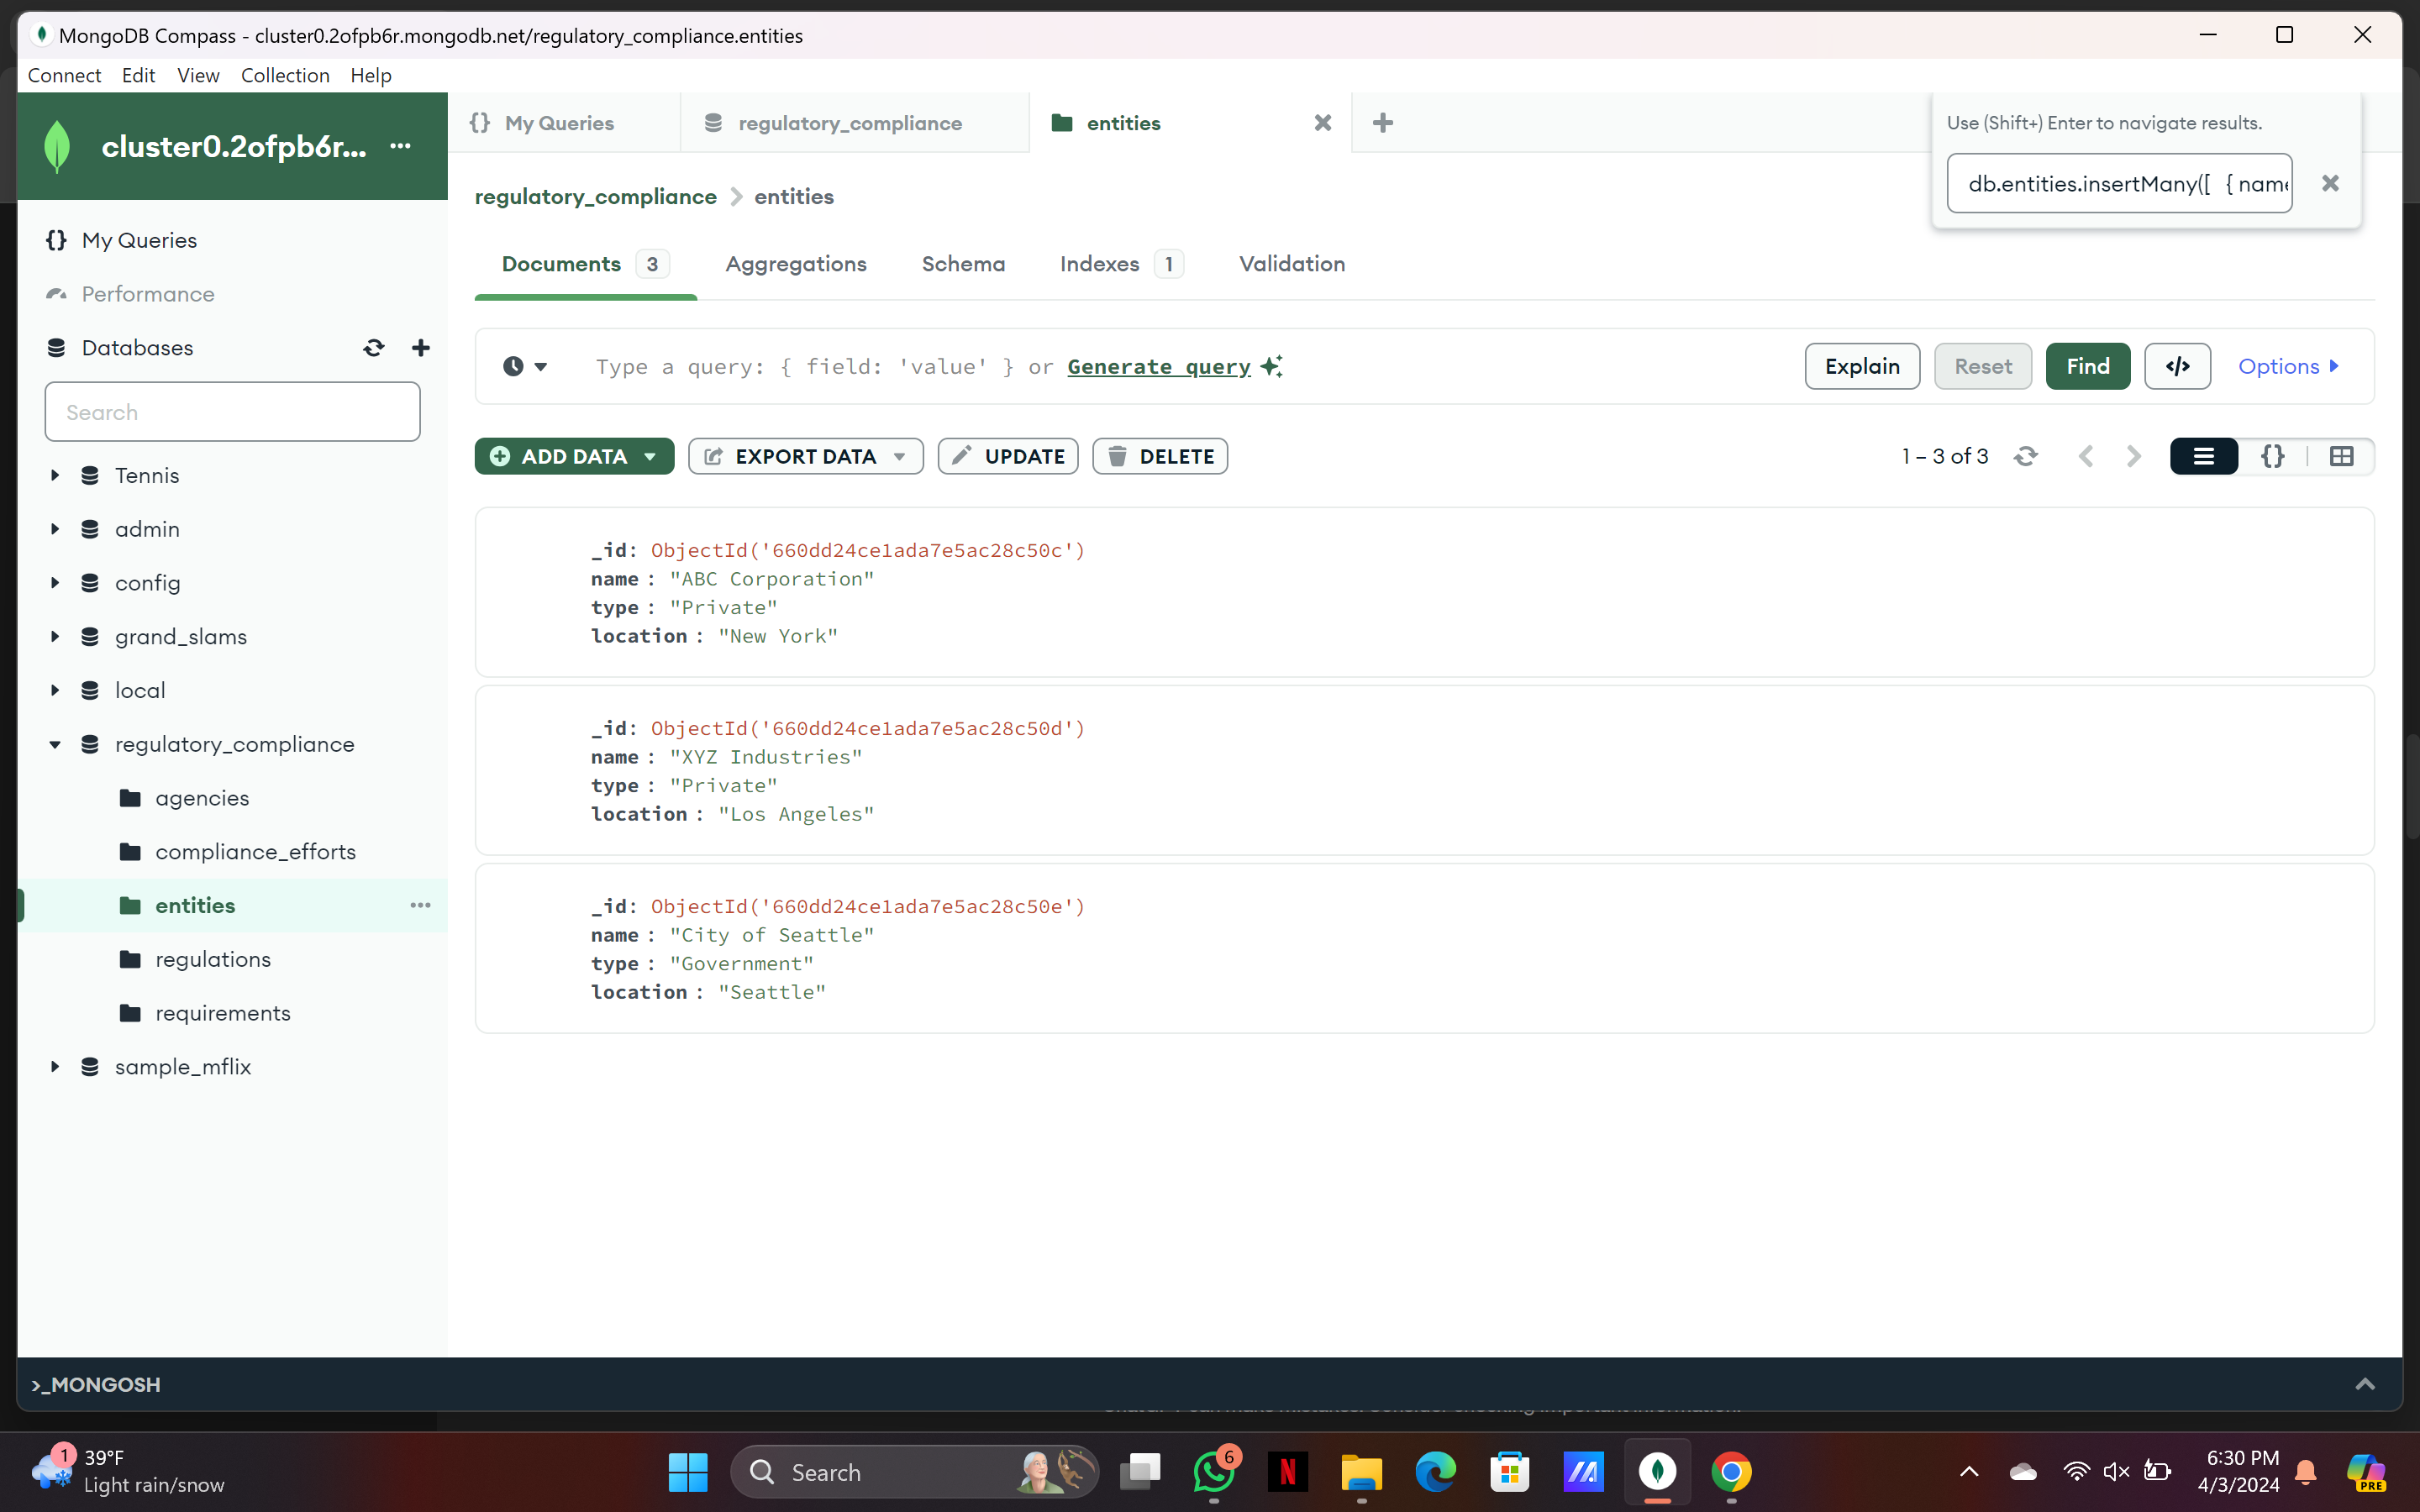 MongoDB Compass - cluster0.2ofpb6r.mongodb.net/regulatory_compliance.entities
Connect Edit View Collection Help
cluster0.2ofpb6r... ...
{} My Queries
regulatory_compliance
entities
Use (Shift+) Enter to navigate results.
db.entities.insertMany([ { name
regulatory_compliance > entities
{} My Queries
Performance
Databases
Search
Tennis
admin
config
grand_slams
local
regulatory_compliance
agencies
compliance_efforts
entities ...
regulations
requirements
sample_mflix
Documents 3 Aggregations Schema Indexes 1 Validation
Type a query: { field: 'value' } or Generate query
Explain Reset Find </> Options
ADD DATA EXPORT DATA UPDATE DELETE
1 – 3 of 3 {}
_id: ObjectId('660dd24ce1ada7e5ac28c50c')
name : "ABC Corporation"
type : "Private"
location : "New York"
_id: ObjectId('660dd24ce1ada7e5ac28c50d')
name : "XYZ Industries"
type : "Private"
location : "Los Angeles"
_id: ObjectId('660dd24ce1ada7e5ac28c50e')
name : "City of Seattle"
type : "Government"
location : "Seattle"
>_MONGOSH
1
39°F
Light rain/snow
Search
6
N
6:30 PM
4/3/2024
PRE